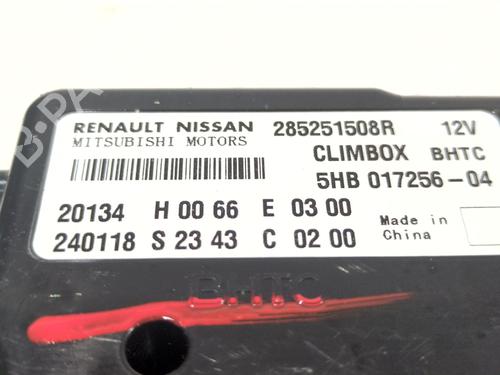 RENAULT NISSAN 285251508R 12V
MITSUBISHI MOTORS CLIMBOX BHTC
5HB 017256-04
20134 H 00 66 E 03 00 Made in
240118 S 23 43 C 02 00 China
BHTC
B-PA